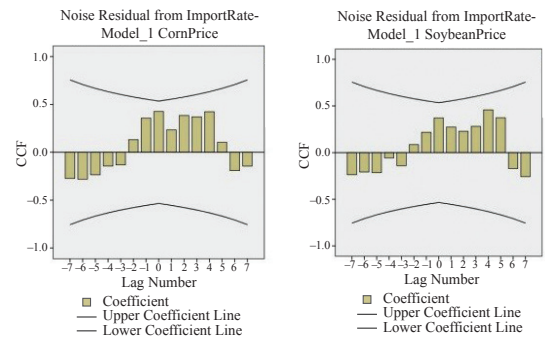 Noise Residual from ImportRate-
Model_1 CornPrice
1.0
0.5
0.0
−0.5
−1.0
CCF
−7 −6 −5 −4 −3 −2 −1 0 1 2 3 4 5 6 7
Lag Number
Coefficient
Upper Coefficient Line
Lower Coefficient Line
Noise Residual from ImportRate-
Model_1 SoybeanPrice
1.0
0.5
0.0
−0.5
−1.0
CCF
−7 −6 −5 −4 −3 −2 −1 0 1 2 3 4 5 6 7
Lag Number
Coefficient
Upper Coefficient Line
Lower Coefficient Line